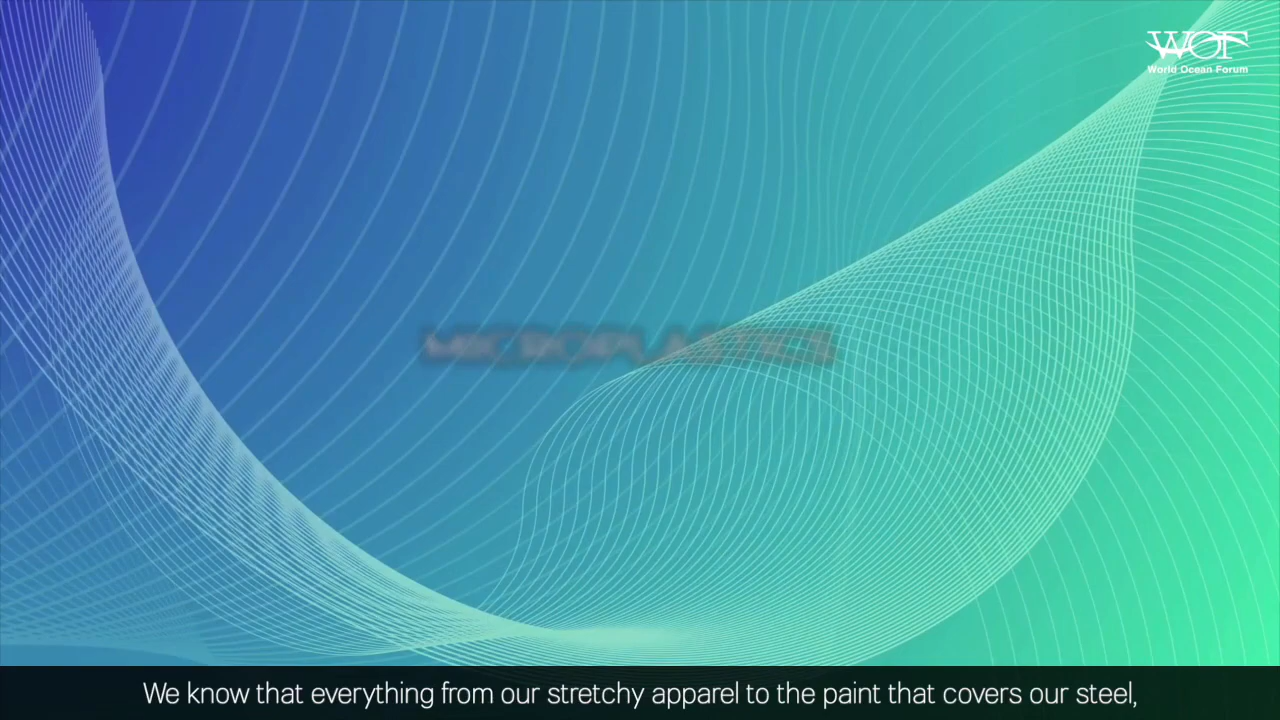 WOF
World Ocean Forum
MICROPLASTICS
We know that everything from our stretchy apparel to the paint that covers our steel,